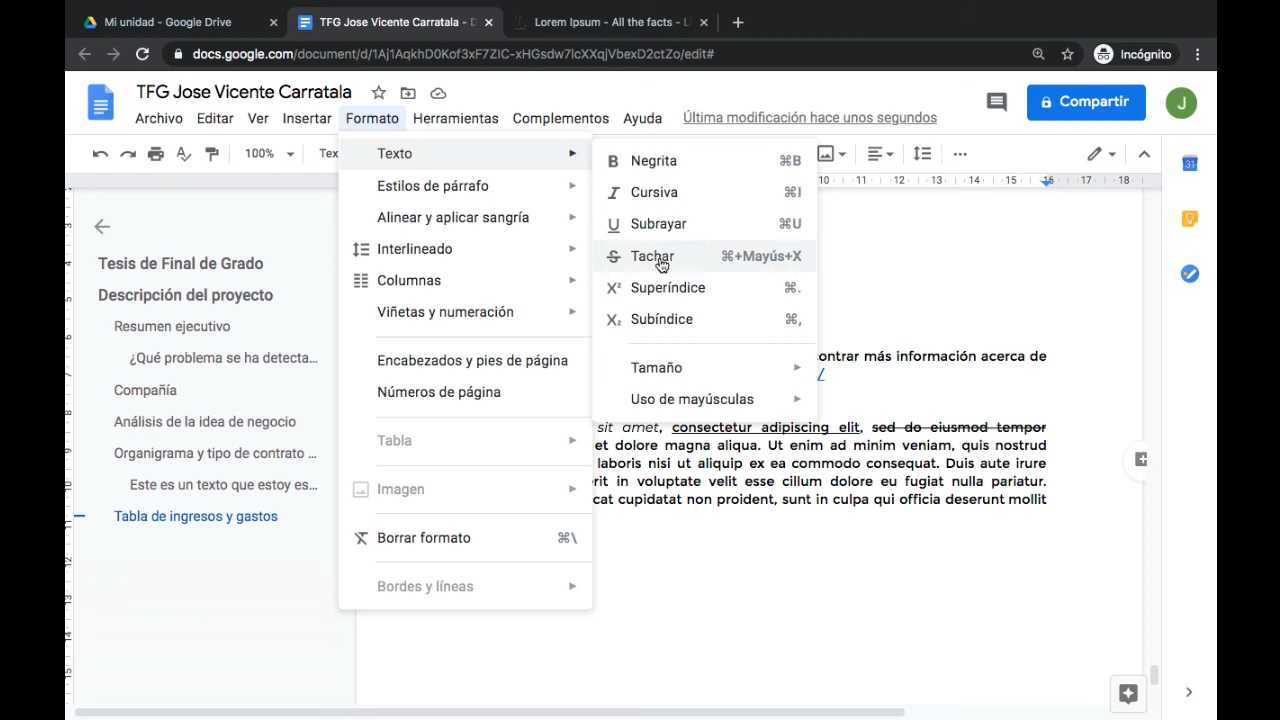 Mi unidad - Google Drive
TFG Jose Vicente Carratala - D
Lorem Ipsum - All the facts - L
docs.google.com/document/d/1Aj1AqkhD0Kof3xF7ZIC-xHGsdw7lcXXqjVbexD2ctZo/edit#
Incógnito
TFG Jose Vicente Carratala
Archivo Editar Ver Insertar Formato Herramientas Complementos Ayuda Última modificación hace unos segundos
Compartir
J
100% Tex
10 11 12 13 14 15 16 17 18
31
Tesis de Final de Grado
Descripción del proyecto
Resumen ejecutivo
¿Qué problema se ha detecta...
Compañía
Análisis de la idea de negocio
Organigrama y tipo de contrato ...
Este es un texto que estoy es...
Tabla de ingresos y gastos
Texto
Estilos de párrafo
Alinear y aplicar sangría
Interlineado
Columnas
Viñetas y numeración
Encabezados y pies de página
Números de página
Tabla
Imagen
Borrar formato ⌘\
Bordes y líneas
B Negrita ⌘B
I Cursiva ⌘I
U Subrayar ⌘U
S Tachar ⌘+Mayús+X
X² Superíndice ⌘.
X₂ Subíndice ⌘,
Tamaño
Uso de mayúsculas
contrar más información acerca de
/
sit amet, consectetur adipiscing elit, sed do eiusmod tempor
et dolore magna aliqua. Ut enim ad minim veniam, quis nostrud
laboris nisi ut aliquip ex ea commodo consequat. Duis aute irure
rit in voluptate velit esse cillum dolore eu fugiat nulla pariatur.
cat cupidatat non proident, sunt in culpa qui officia deserunt mollit